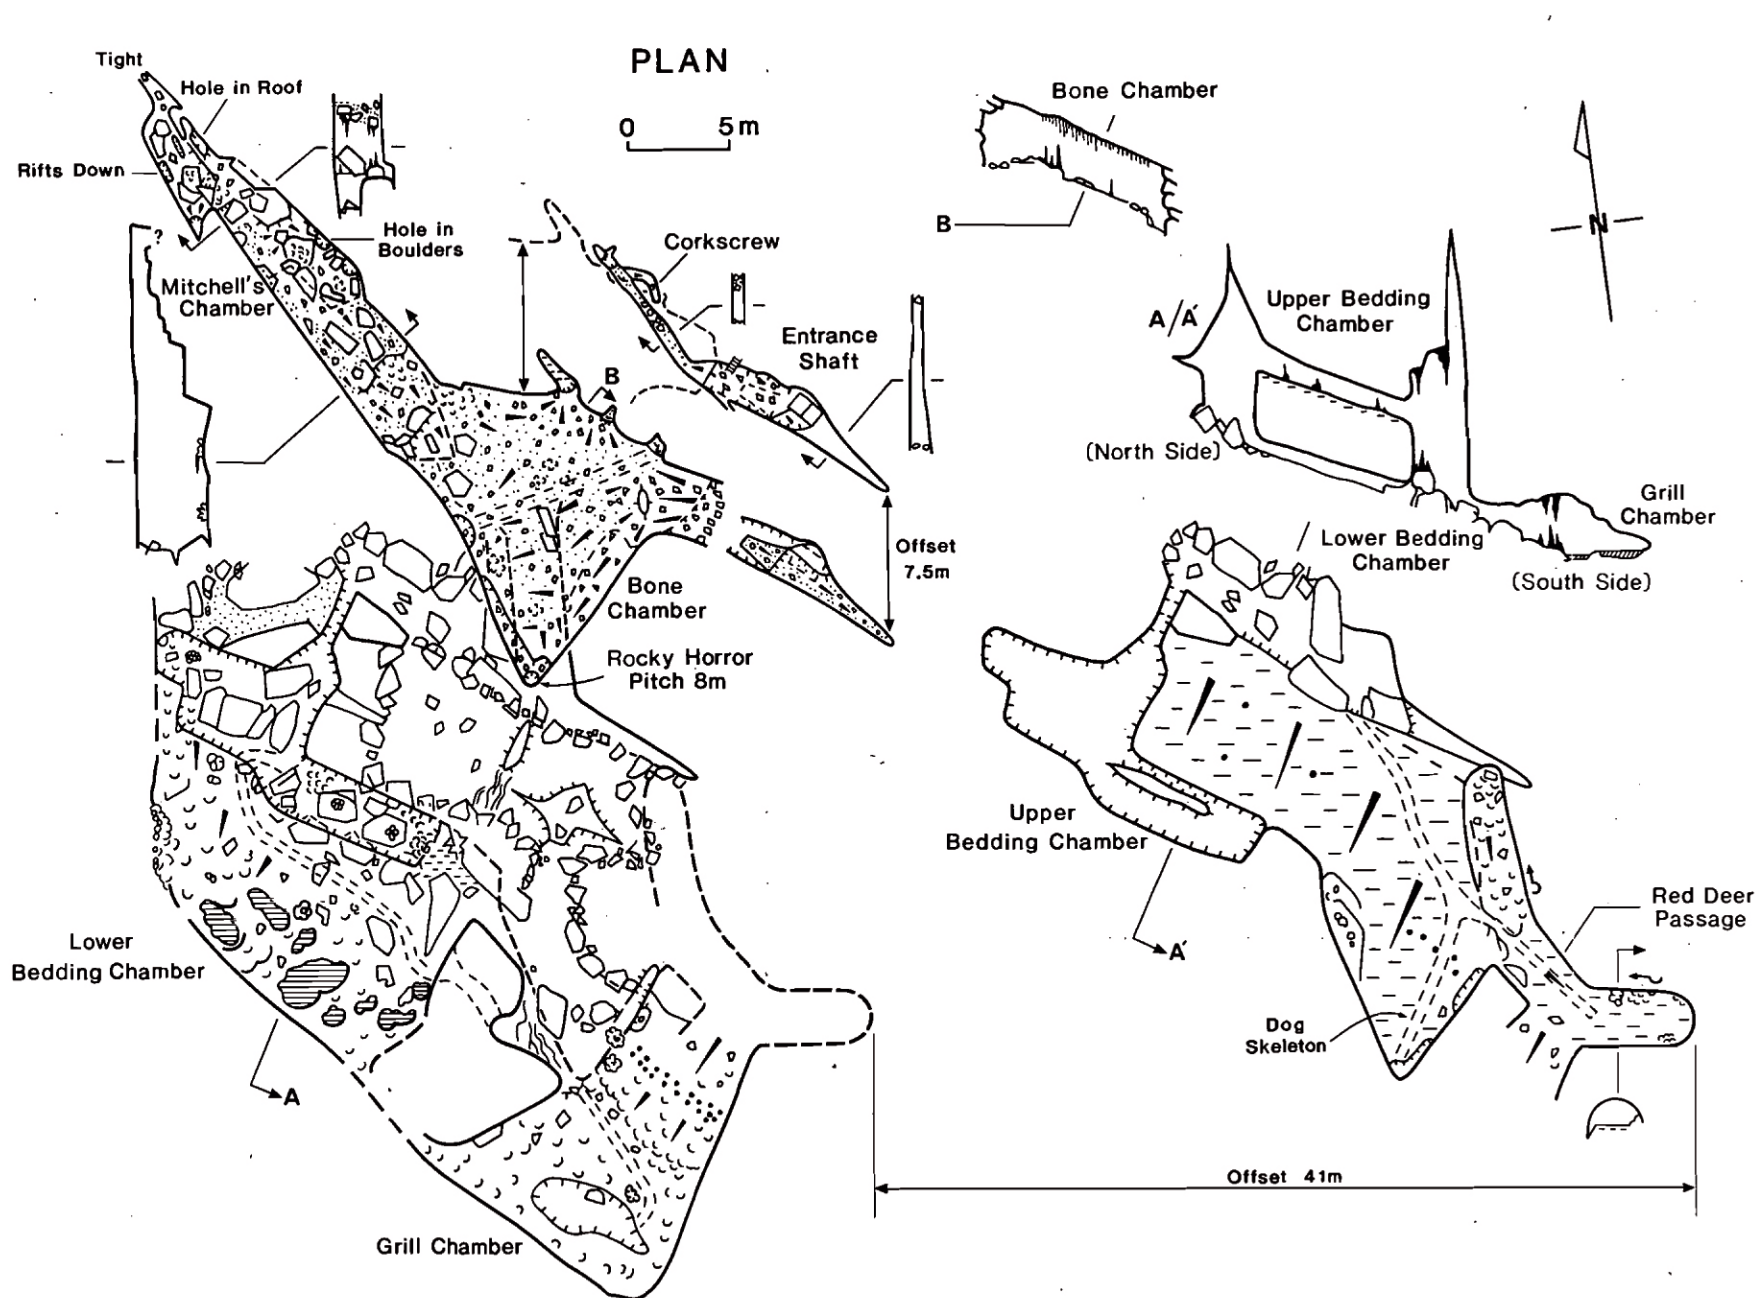 PLAN
0 5m
Tight
Hole in Roof
Rifts Down
Hole in
Boulders
?
Mitchell's
Chamber
Corkscrew
Entrance
Shaft
B
Offset
7.5m
Bone
Chamber
Rocky Horror
Pitch 8m
Lower
Bedding Chamber
A
Grill Chamber
Bone Chamber
B
N
A/A'
Upper Bedding
Chamber
(North Side)
Grill
Chamber
Lower Bedding
Chamber
(South Side)
Upper
Bedding Chamber
A'
Red Deer
Passage
Dog
Skeleton
Offset 41m